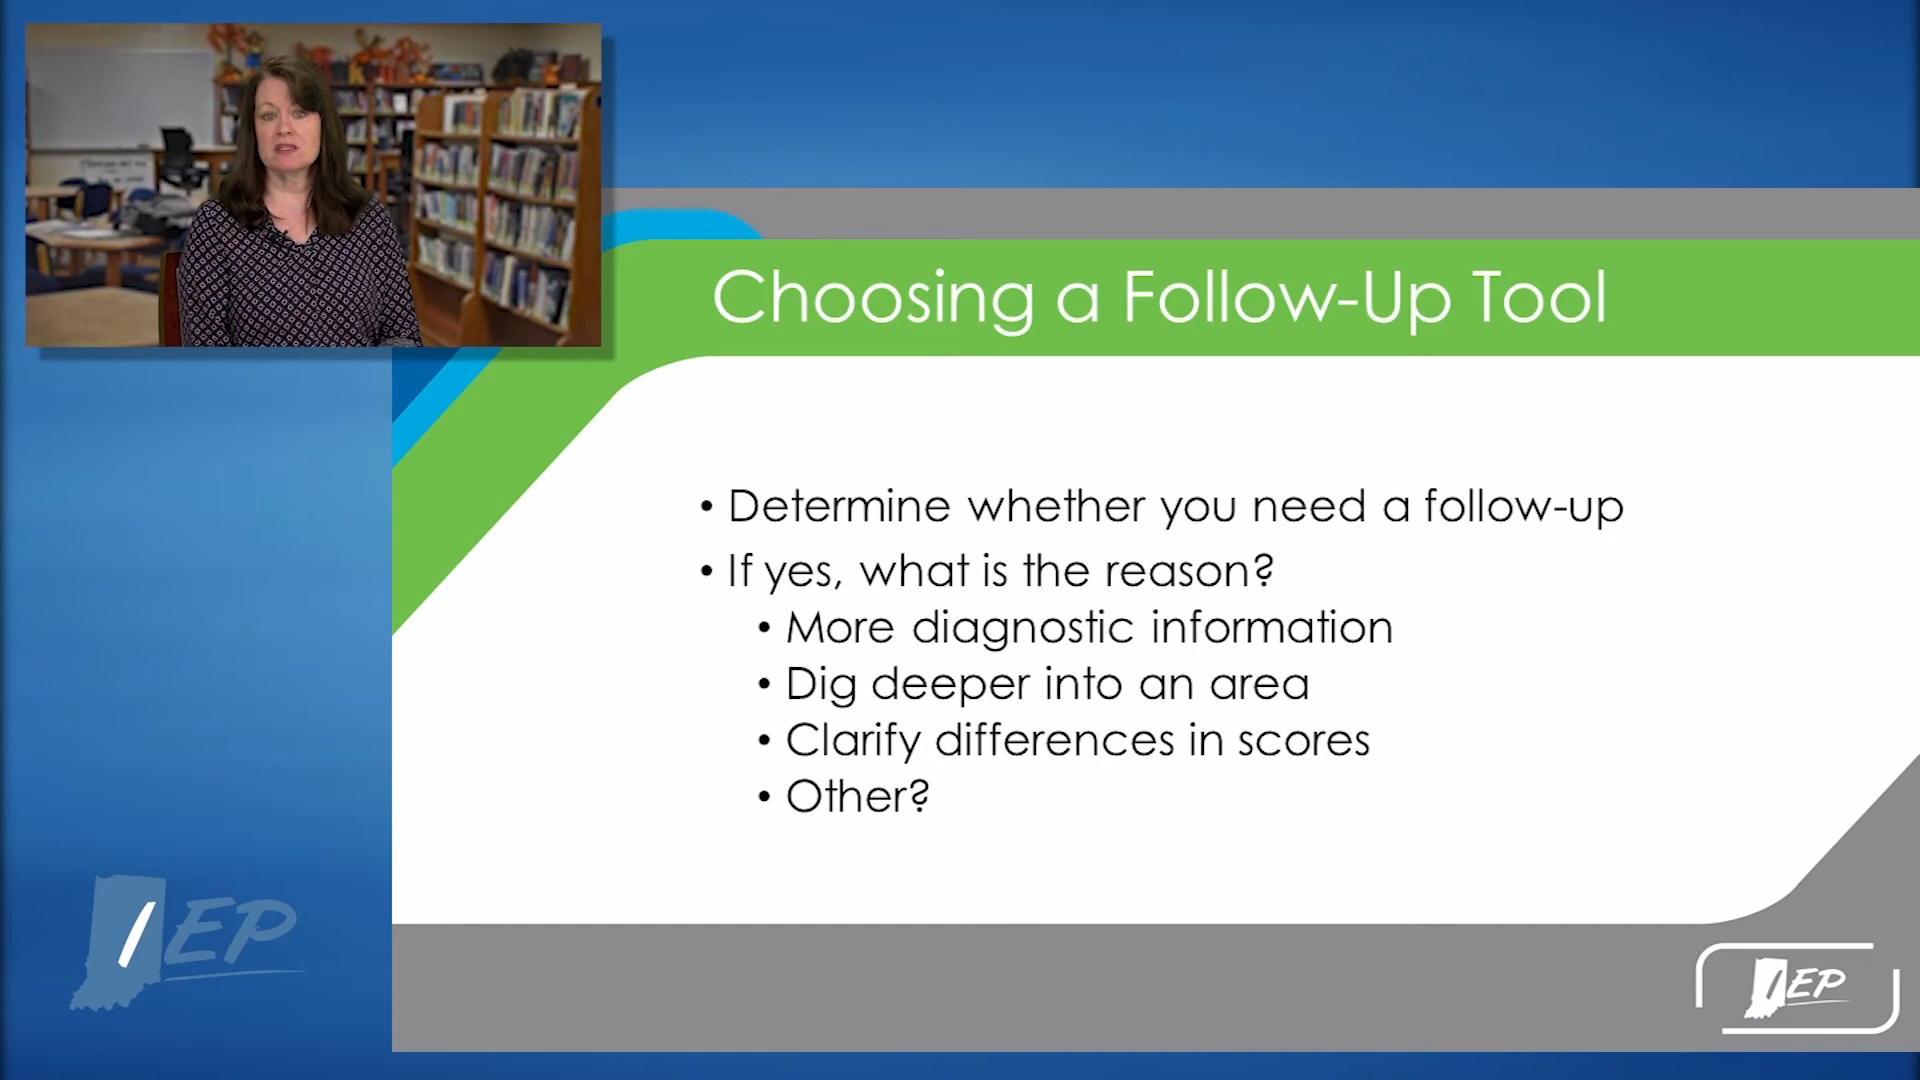 Choosing a Follow-Up Tool
• Determine whether you need a follow-up
• If yes, what is the reason?
• More diagnostic information
• Dig deeper into an area
• Clarify differences in scores
• Other?
IEP
IEP